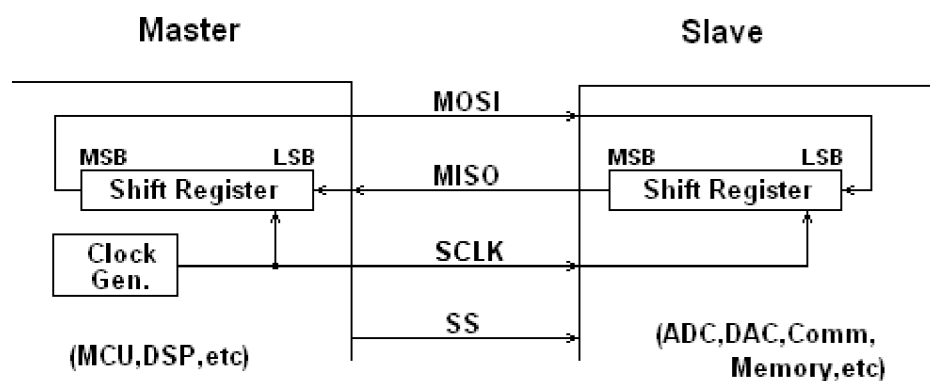 Master
Slave
MOSI
MSB LSB
MSB LSB
Shift Register
MISO
Shift Register
Clock
Gen.
SCLK
SS
(MCU,DSP,etc)
(ADC,DAC,Comm,
Memory,etc)